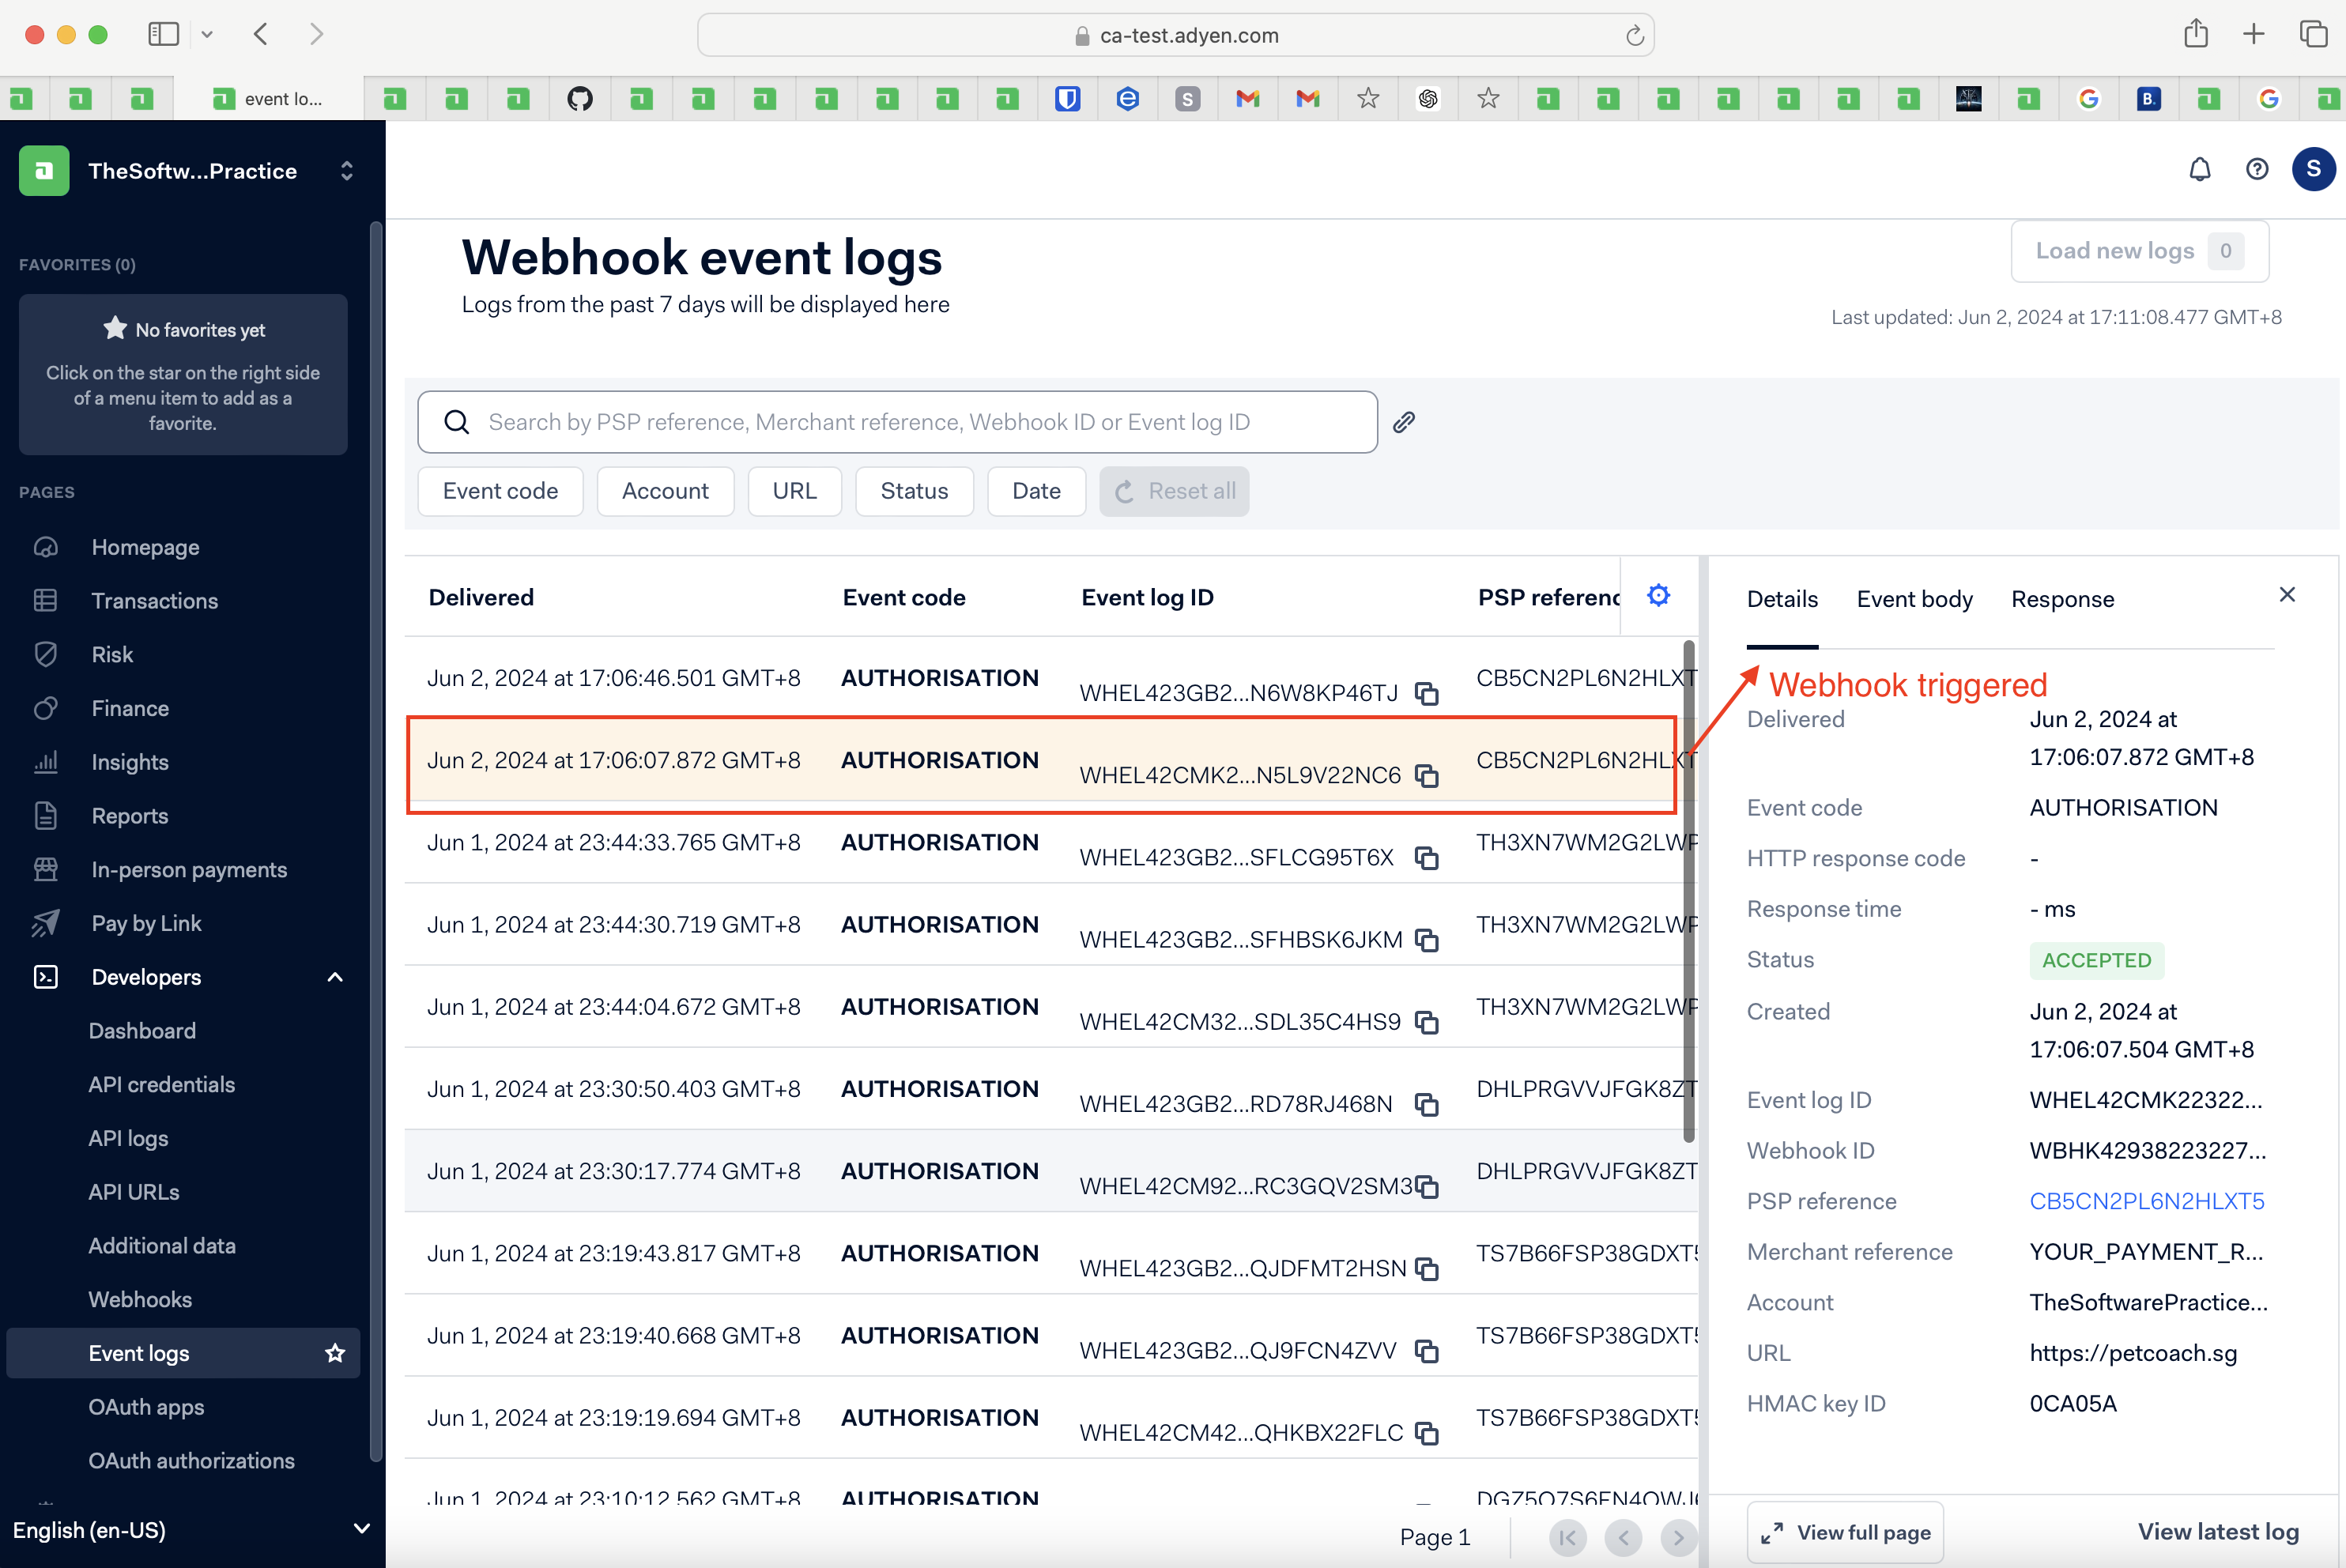 ca-test.adyen.com
event lo...
TheSoftw...Practice
S
FAVORITES (0)
No favorites yet
Click on the star on the right side
of a menu item to add as a
favorite.
PAGES
Homepage
Transactions
Risk
Finance
Insights
Reports
In-person payments
Pay by Link
Developers
Dashboard
API credentials
API logs
API URLs
Additional data
Webhooks
Event logs
OAuth apps
OAuth authorizations
English (en-US)
Webhook event logs
Logs from the past 7 days will be displayed here
Load new logs 0
Last updated: Jun 2, 2024 at 17:11:08.477 GMT+8
Search by PSP reference, Merchant reference, Webhook ID or Event log ID
Event code Account URL Status Date Reset all
Delivered Event code Event log ID PSP referenc
Jun 2, 2024 at 17:06:46.501 GMT+8 AUTHORISATION WHEL423GB2...N6W8KP46TJ CB5CN2PL6N2HLXT
Jun 2, 2024 at 17:06:07.872 GMT+8 AUTHORISATION WHEL42CMK2...N5L9V22NC6 CB5CN2PL6N2HLXT
Jun 1, 2024 at 23:44:33.765 GMT+8 AUTHORISATION WHEL423GB2...SFLCG95T6X TH3XN7WM2G2LWP
Jun 1, 2024 at 23:44:30.719 GMT+8 AUTHORISATION WHEL423GB2...SFHBSK6JKM TH3XN7WM2G2LWP
Jun 1, 2024 at 23:44:04.672 GMT+8 AUTHORISATION WHEL42CM32...SDL35C4HS9 TH3XN7WM2G2LWP
Jun 1, 2024 at 23:30:50.403 GMT+8 AUTHORISATION WHEL423GB2...RD78RJ468N DHLPRGVVJFGK8ZT
Jun 1, 2024 at 23:30:17.774 GMT+8 AUTHORISATION WHEL42CM92...RC3GQV2SM3 DHLPRGVVJFGK8ZT
Jun 1, 2024 at 23:19:43.817 GMT+8 AUTHORISATION WHEL423GB2...QJDFMT2HSN TS7B66FSP38GDXT5
Jun 1, 2024 at 23:19:40.668 GMT+8 AUTHORISATION WHEL423GB2...QJ9FCN4ZVV TS7B66FSP38GDXT5
Jun 1, 2024 at 23:19:19.694 GMT+8 AUTHORISATION WHEL42CM42...QHKBX22FLC TS7B66FSP38GDXT5
Jun 1, 2024 at 23:10:12.562 GMT+8 AUTHORISATION
Page 1
Details Event body Response
Webhook triggered
Delivered Jun 2, 2024 at
17:06:07.872 GMT+8
Event code AUTHORISATION
HTTP response code -
Response time - ms
Status ACCEPTED
Created Jun 2, 2024 at
17:06:07.504 GMT+8
Event log ID WHEL42CMK22322...
Webhook ID WBHK42938223227...
PSP reference CB5CN2PL6N2HLXT5
Merchant reference YOUR_PAYMENT_R...
Account TheSoftwarePractice...
URL https://petcoach.sg
HMAC key ID 0CA05A
View full page View latest log